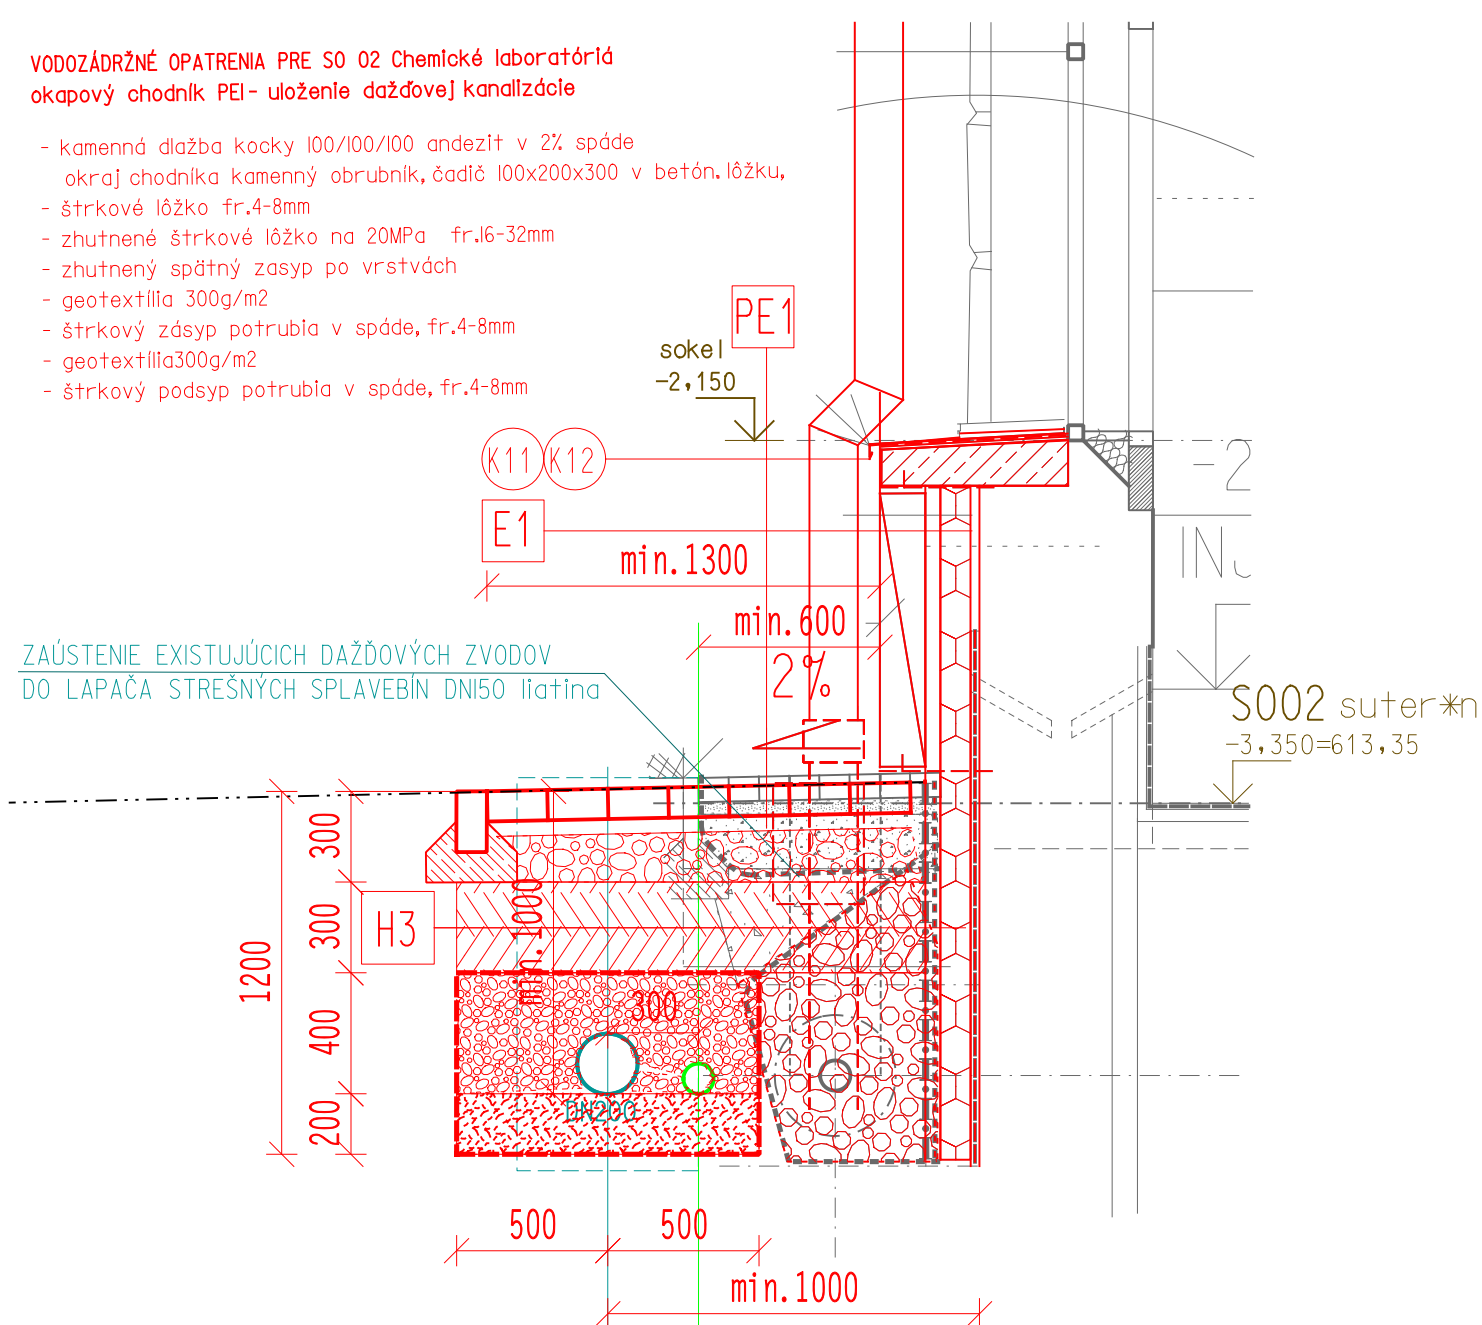 VODOZÁDRŽNÉ OPATRENIA PRE SO 02 Chemické laboratóriá
okapový chodník PE1- uloženie dažďovej kanalizácie
- kamenná dlažba kocky 100/100/100 andezit v 2% spáde
okraj chodníka kamenný obrubník, čadič 100x200x300 v betón. lôžku,
- štrkové lôžko fr.4-8mm
- zhutnené štrkové lôžko na 20MPa fr.16-32mm
- zhutnený spätný zasyp po vrstvách
- geotextília 300g/m2
- štrkový zásyp potrubia v spáde, fr.4-8mm
- geotextília300g/m2
- štrkový podsyp potrubia v spáde, fr.4-8mm
PE1
sokel
-2,150
K11
K12
-2
E1
IN
min.1300
min.600
2%
ZAÚSTENIE EXISTUJÚCICH DAŽĎOVÝCH ZVODOV
DO LAPAČA STREŠNÝCH SPLAVEBÍN DN150 liatina
SO02 suter*n
-3,350=613,35
300
300
400
200
1200
min.1000
H3
300
DN200
500
500
min.1000